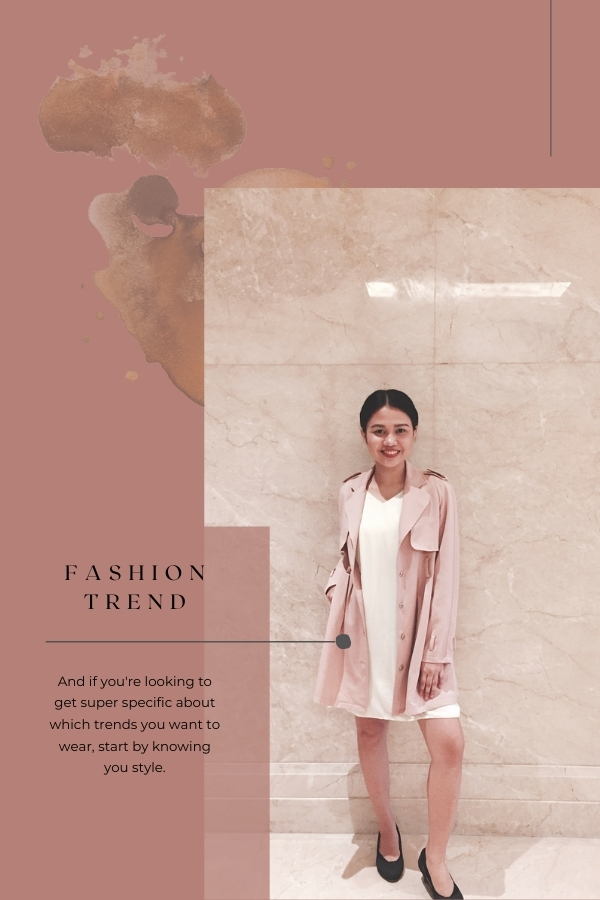 FASHION
TREND
And if you're looking to
get super specific about
which trends you want to
wear, start by knowing
you style.